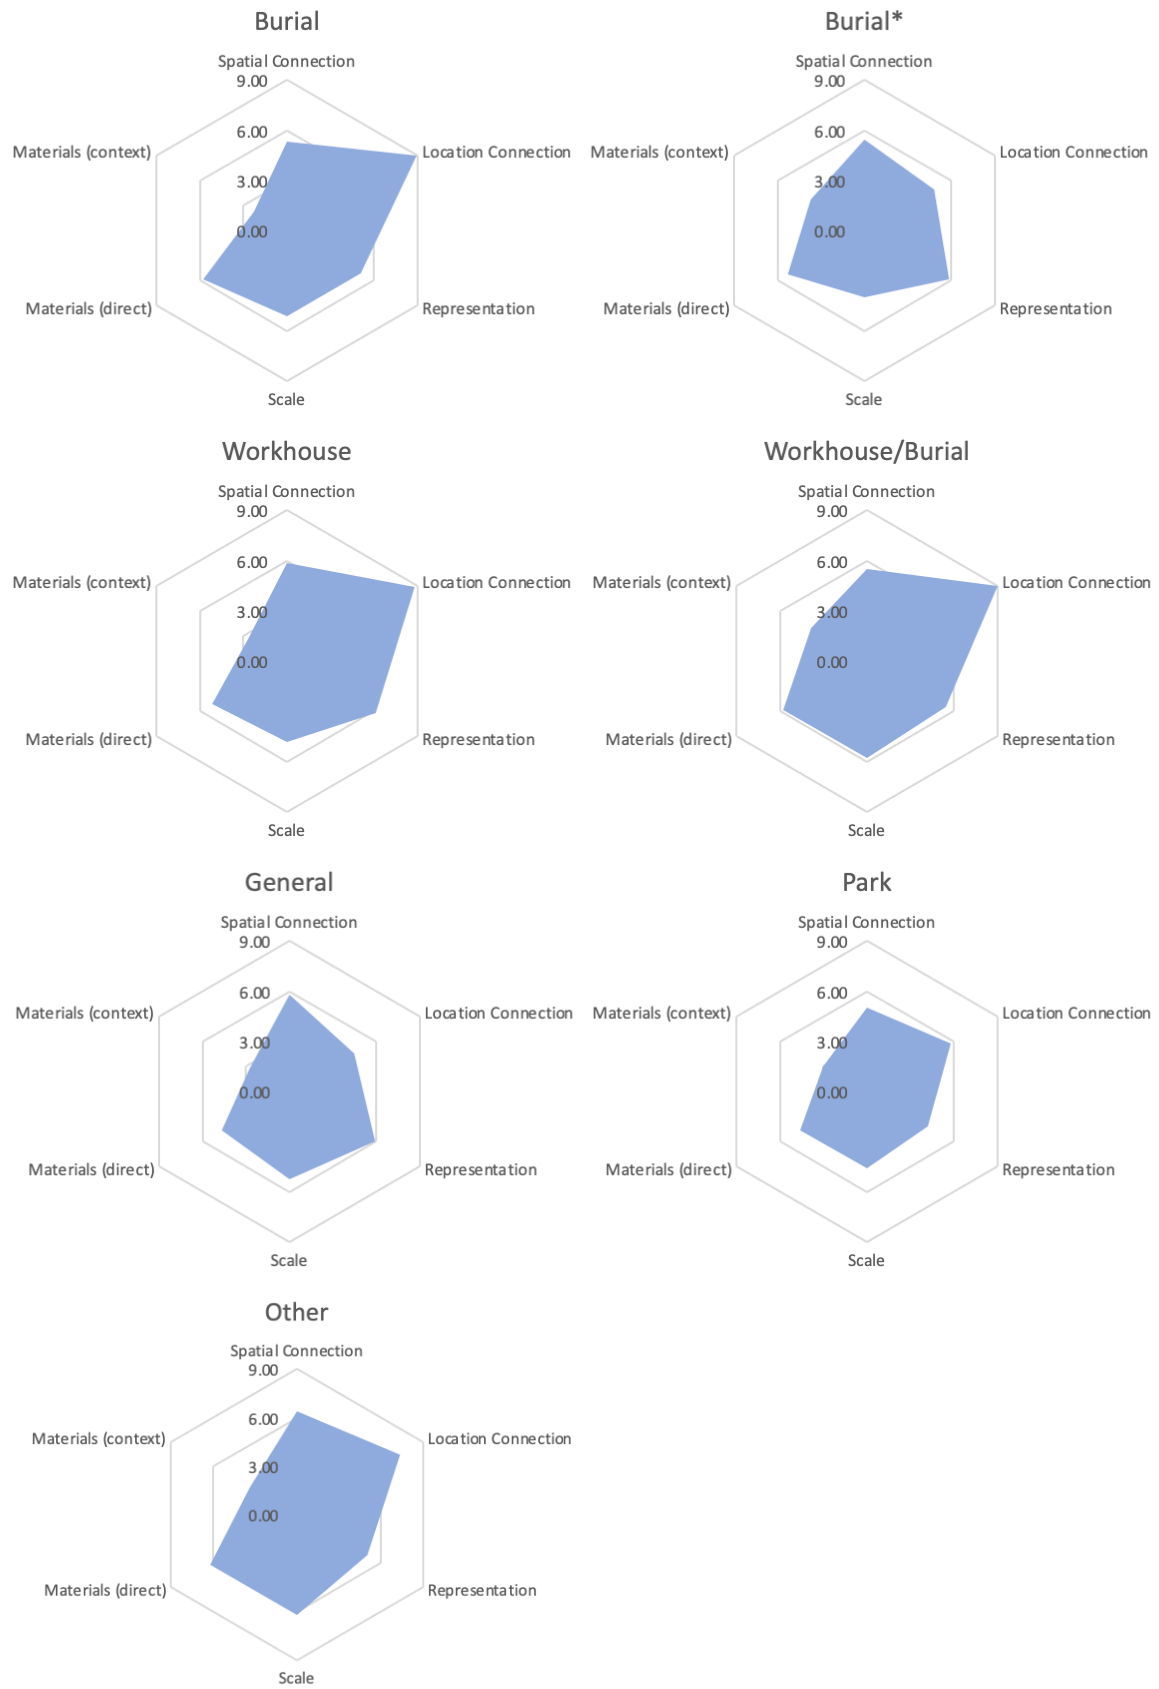 Burial
Spatial Connection
9.00
Materials (context)
6.00
Location Connection
3.00
0.00
Materials (direct)
Representation
Scale
Burial*
Spatial Connection
9.00
Materials (context)
6.00
Location Connection
3.00
0.00
Materials (direct)
Representation
Scale
Workhouse
Spatial Connection
9.00
6.00
Materials (context)
Location Connection
3.00
0.00
Materials (direct)
Representation
Scale
Workhouse/Burial
Spatial Connection
9.00
6.00
Materials (context)
Location Connection
3.00
0.00
Materials (direct)
Representation
Scale
General
Spatial Connection
9.00
6.00
Materials (context)
Location Connection
3.00
0.00
Materials (direct)
Representation
Scale
Park
Spatial Connection
9.00
6.00
Materials (context)
Location Connection
3.00
0.00
Materials (direct)
Representation
Scale
Other
Spatial Connection
9.00
6.00
Materials (context)
Location Connection
3.00
0.00
Materials (direct)
Representation
Scale